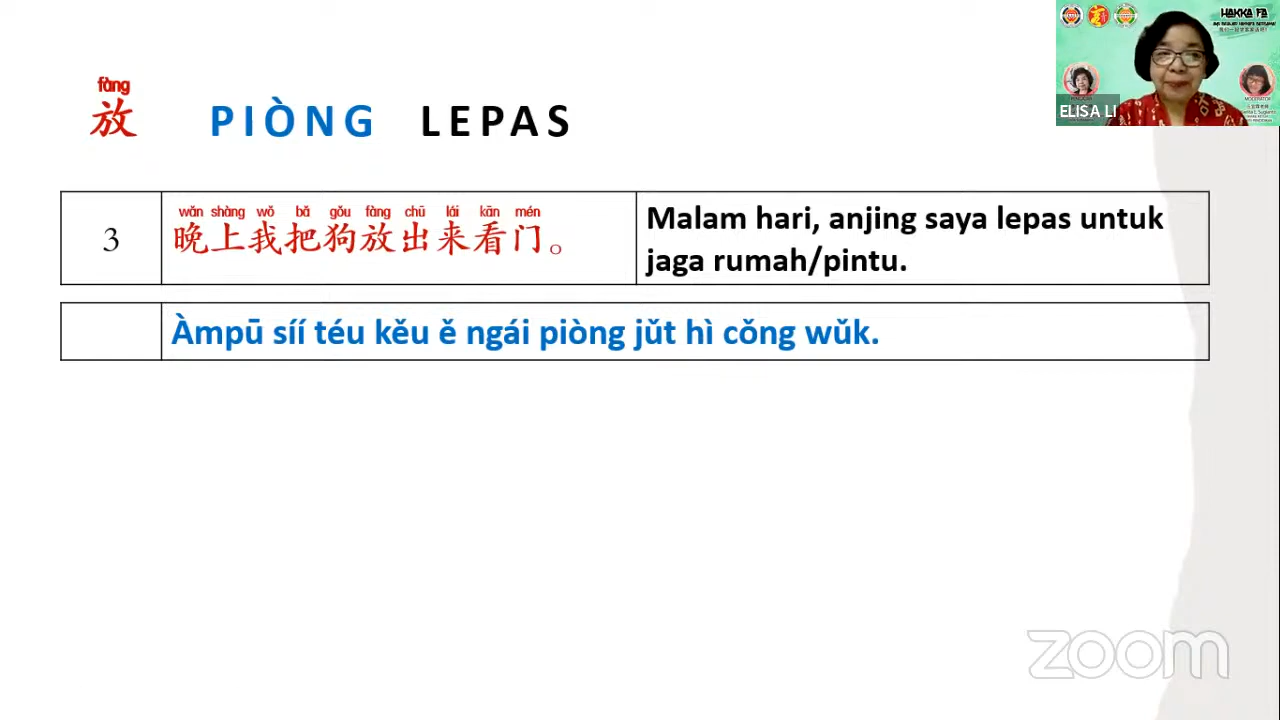 fàng
放 PIÒNG LEPAS
3
wǎn shàng wǒ bǎ gǒu fàng chū lái kān mén
晚上我把狗放出来看门。
Malam hari, anjing saya lepas untuk
jaga rumah/pintu.
Àmpū síí téu kěu ě ngái piòng jǔt hì cǒng wǔk.
HAKKA FA
ELISA LI
MODERATOR
zoom